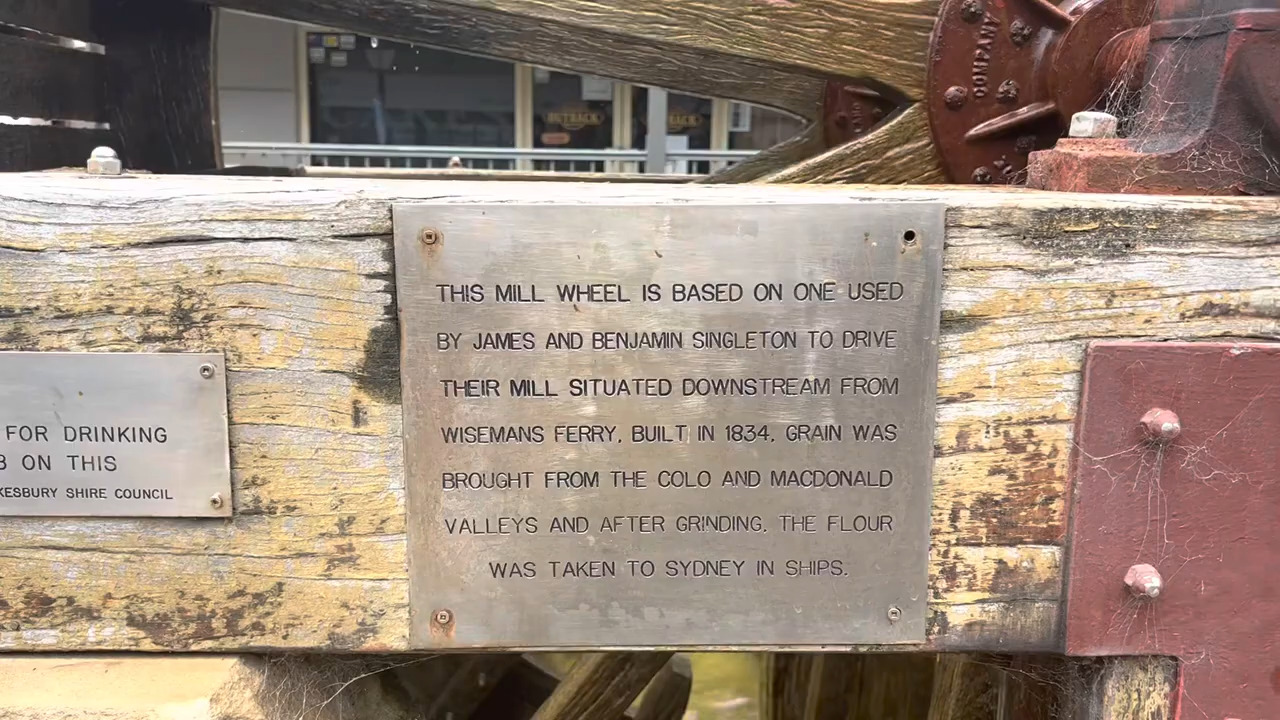 COMPANY
OUTBACK
THIS MILL WHEEL IS BASED ON ONE USED
BY JAMES AND BENJAMIN SINGLETON TO DRIVE
THEIR MILL SITUATED DOWNSTREAM FROM
WISEMANS FERRY. BUILT IN 1834. GRAIN WAS
BROUGHT FROM THE COLO AND MACDONALD
VALLEYS AND AFTER GRINDING. THE FLOUR
WAS TAKEN TO SYDNEY IN SHIPS.
FOR DRINKING
ON THIS
KESBURY SHIRE COUNCIL